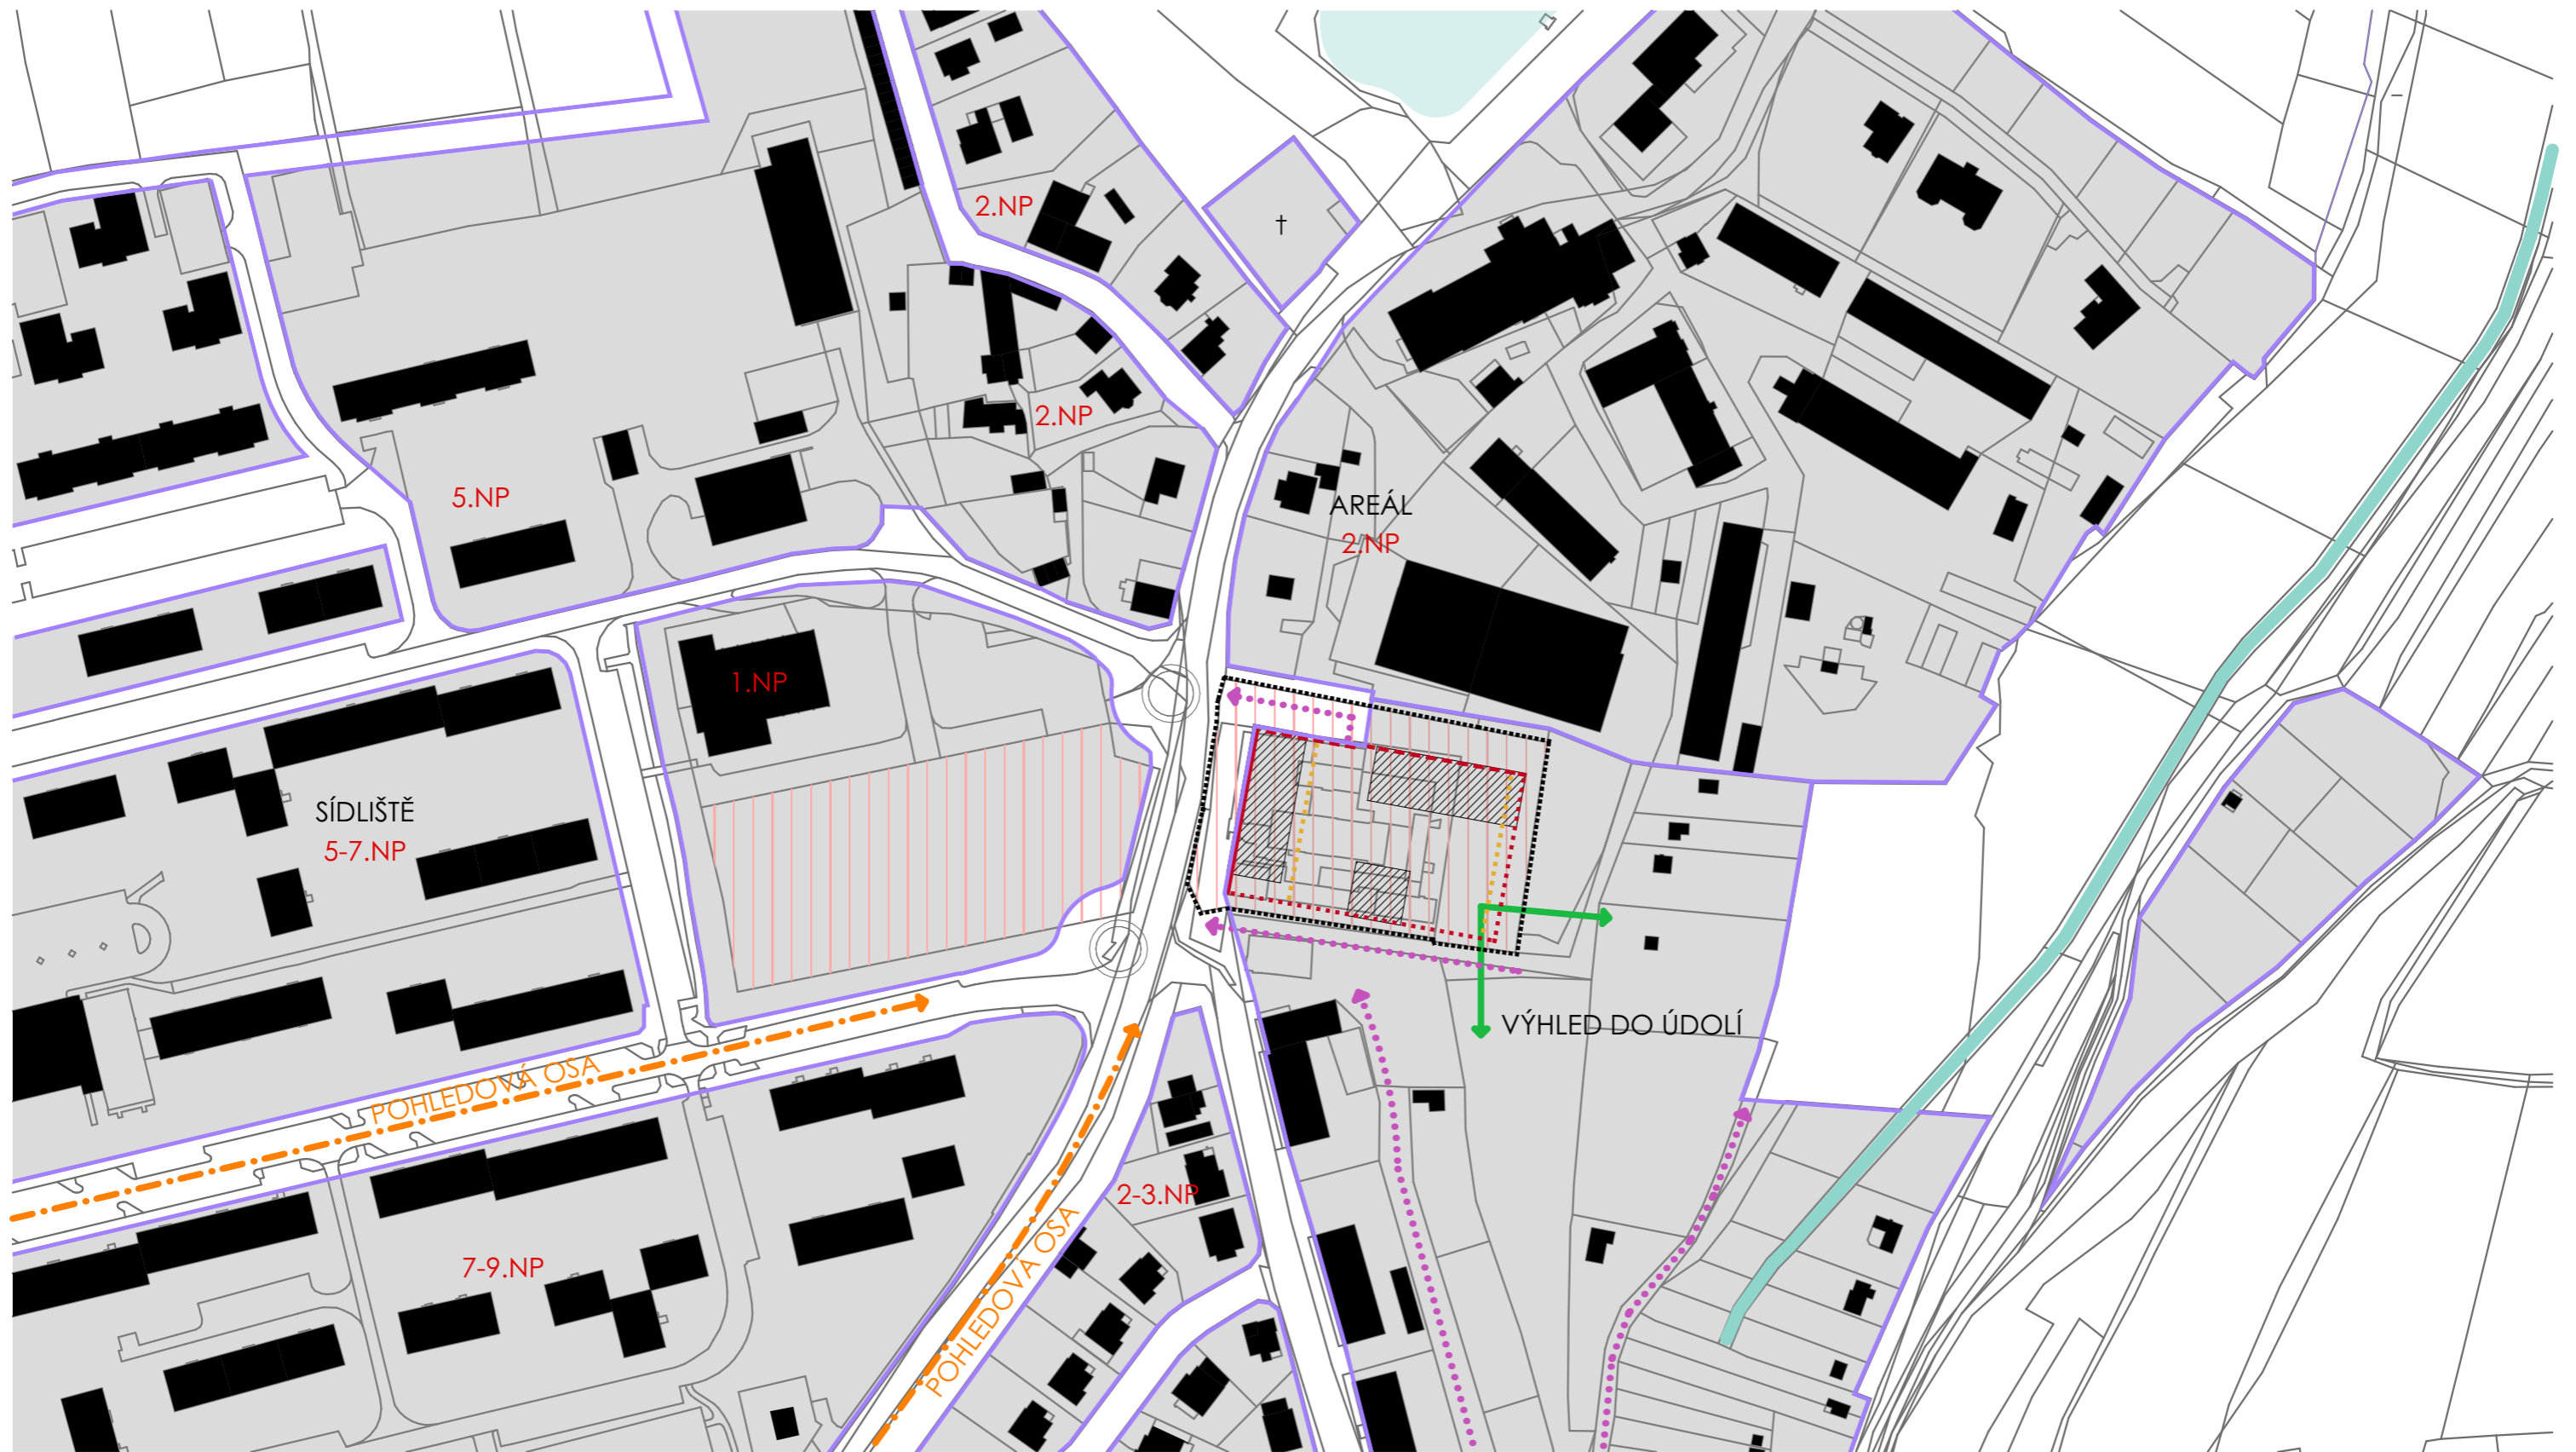 2.NP
†
2.NP
5.NP
AREÁL
2.NP
1.NP
SÍDLIŠTĚ
5-7.NP
VÝHLED DO ÚDOLÍ
POHLEDOVÁ OSA
2-3.NP
POHLEDOVÁ OSA
7-9.NP